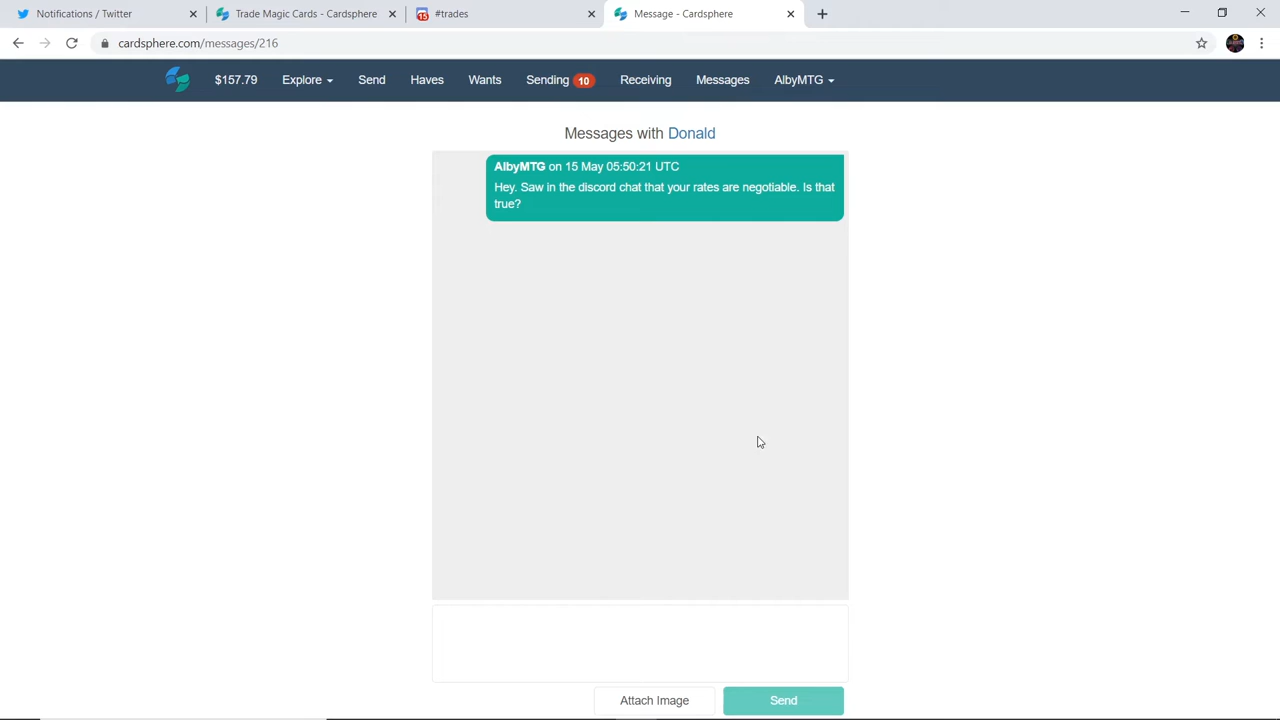 Notifications / Twitter
Trade Magic Cards - Cardsphere
15
#trades
Message - Cardsphere
cardsphere.com/messages/216
$157.79 Explore Send Haves Wants Sending 10 Receiving Messages AlbyMTG
Messages with Donald
AlbyMTG on 15 May 05:50:21 UTC
Hey. Saw in the discord chat that your rates are negotiable. Is that
true?
Attach Image
Send